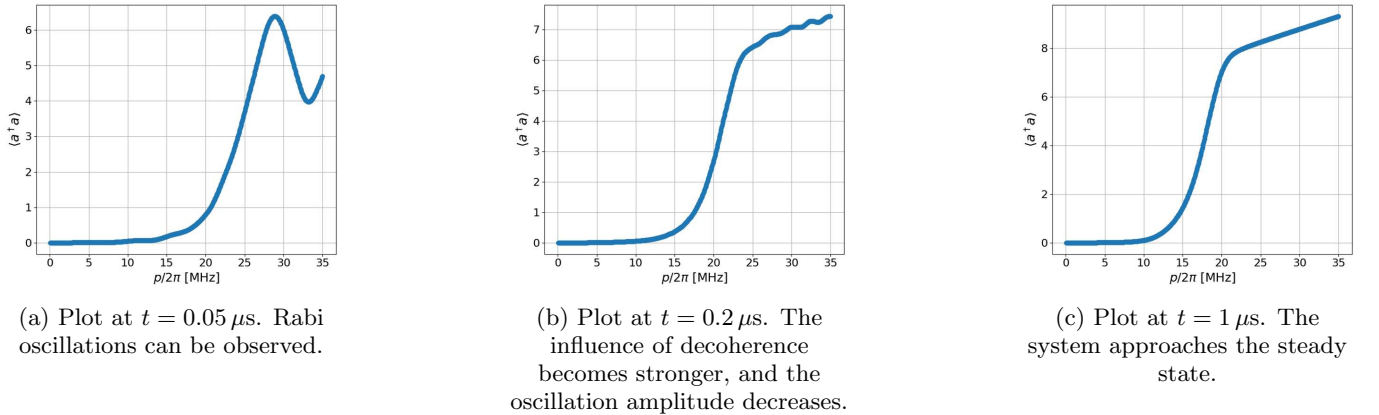 6
5
4
3
2
1
0
⟨a†a⟩
0 5 10 15 20 25 30 35
p/2π [MHz]
(a) Plot at t = 0.05 μs. Rabi
oscillations can be observed.
7
6
5
4
3
2
1
0
⟨a†a⟩
0 5 10 15 20 25 30 35
p/2π [MHz]
(b) Plot at t = 0.2 μs. The
influence of decoherence
becomes stronger, and the
oscillation amplitude decreases.
8
6
4
2
0
⟨a†a⟩
0 5 10 15 20 25 30 35
p/2π [MHz]
(c) Plot at t = 1 μs. The
system approaches the steady
state.